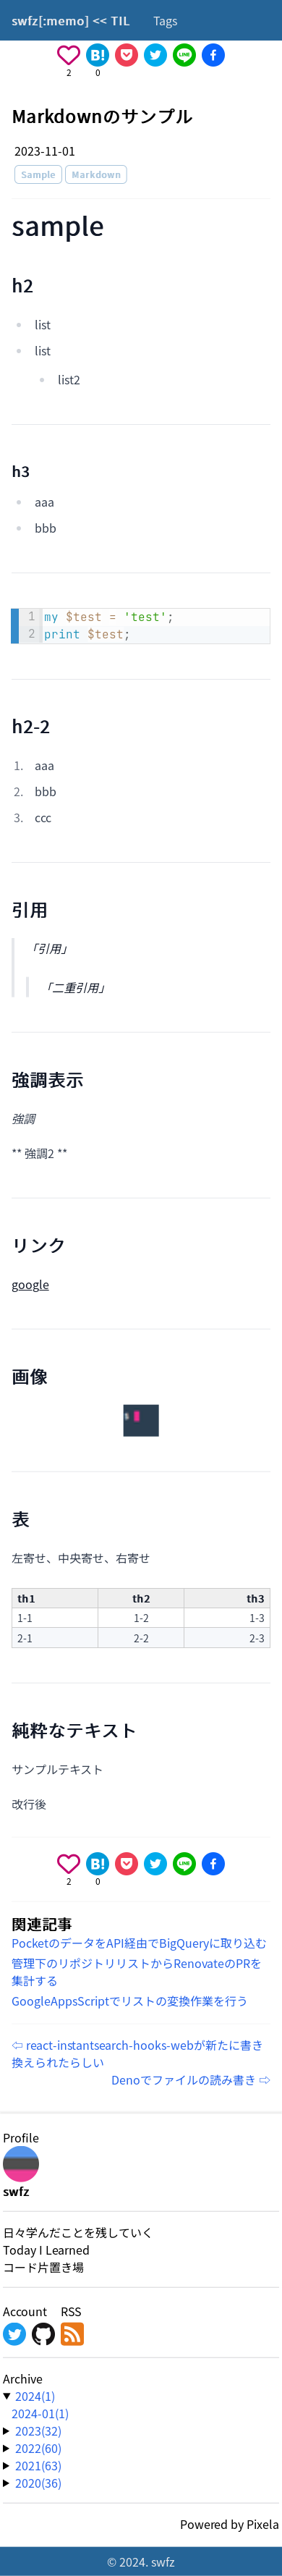 swfz[:memo] << TIL Tags
2 B! 0
Markdownのサンプル
2023-11-01
Sample Markdown
sample
h2
list
list
list2
h3
aaa
bbb
1 my $test = 'test';
2 print $test;
h2-2
1. aaa
2. bbb
3. ccc
引用
「引用」
「二重引用」
強調表示
強調
** 強調2 **
リンク
google
画像
表
左寄せ、中央寄せ、右寄せ
th1 th2 th3
1-1 1-2 1-3
2-1 2-2 2-3
純粋なテキスト
サンプルテキスト
改行後
2 B! 0
関連記事
PocketのデータをAPI経由でBigQueryに取り込む
管理下のリポジトリリストからRenovateのPRを
集計する
GoogleAppsScriptでリストの変換作業を行う
⇦ react-instantsearch-hooks-webが新たに書き
換えられたらしい
Denoでファイルの読み書き ⇨
Profile
swfz
日々学んだことを残していく
Today I Learned
コード片置き場
Account RSS
Archive
▼ 2024(1)
2024-01(1)
▶ 2023(32)
▶ 2022(60)
▶ 2021(63)
▶ 2020(36)
Powered by Pixela
© 2024. swfz